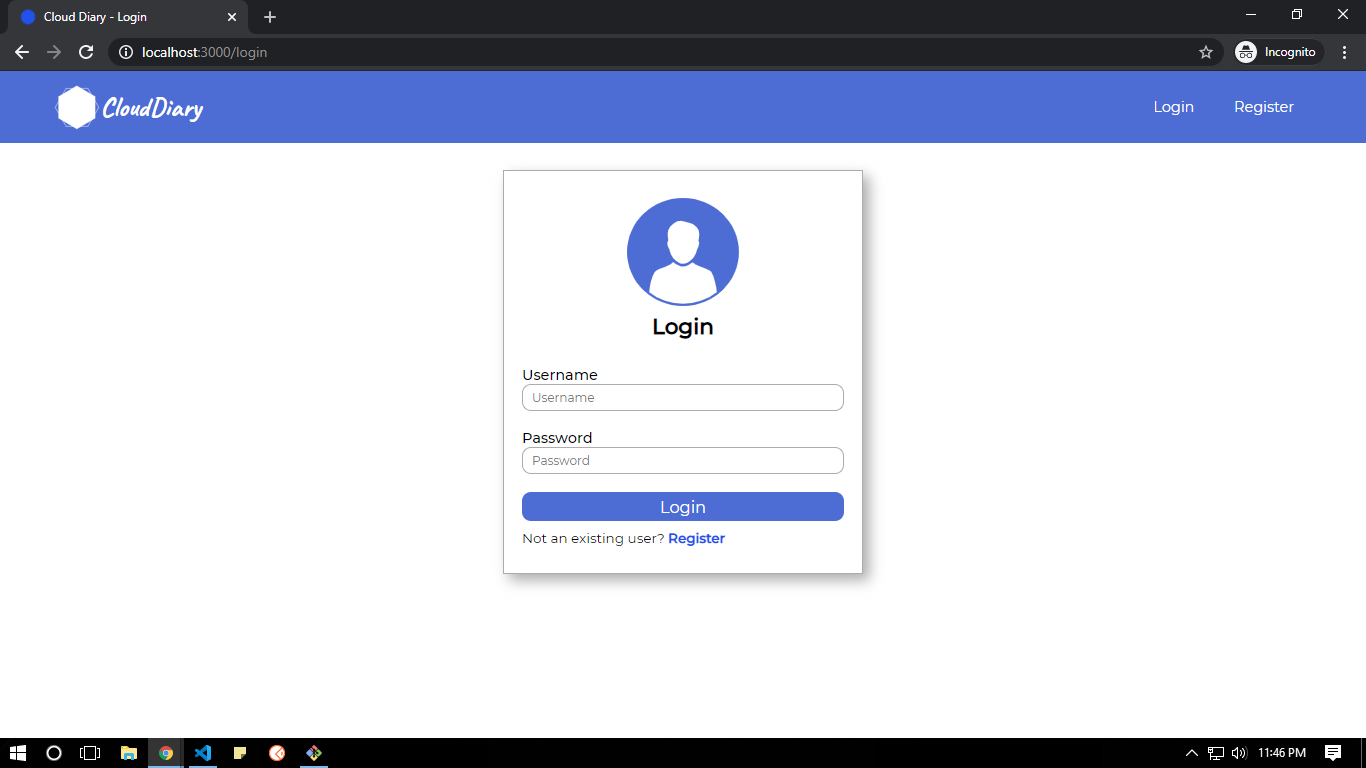 Cloud Diary - Login
localhost:3000/login
Incognito
CloudDiary
Login
Register
Login
Username
Username
Password
Password
Login
Not an existing user? Register
11:46 PM